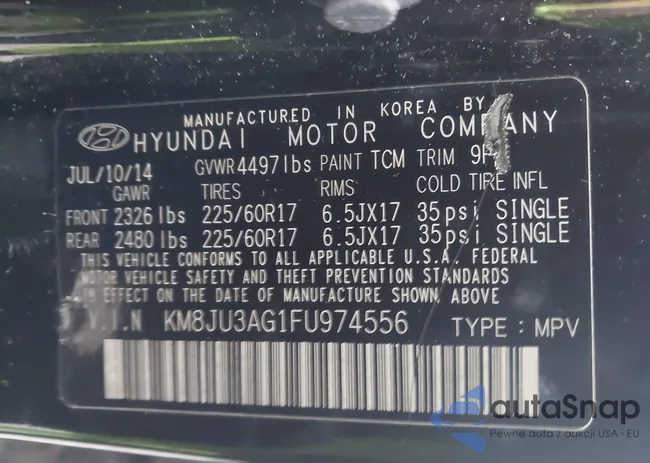 MANUFACTURED IN KOREA BY
HYUNDAI MOTOR COMPANY
JUL/10/14 GVWR 4497lbs PAINT TCM TRIM
GAWR TIRES RIMS COLD TIRE INFL
FRONT 2326 lbs 225/60R17 6.5JX17 35psi SINGLE
REAR 2480 lbs 225/60R17 6.5JX17 35psi SINGLE
THIS VEHICLE CONFORMS TO ALL APPLICABLE U.S.A. FEDERAL
MOTOR VEHICLE SAFETY AND THEFT PREVENTION STANDARDS
IN EFFECT ON THE DATE OF MANUFACTURE SHOWN ABOVE
V.I.N KM8JU3AG1FU974556 TYPE : MPV
autaSnap
Pewne auta z aukcji USA i EU